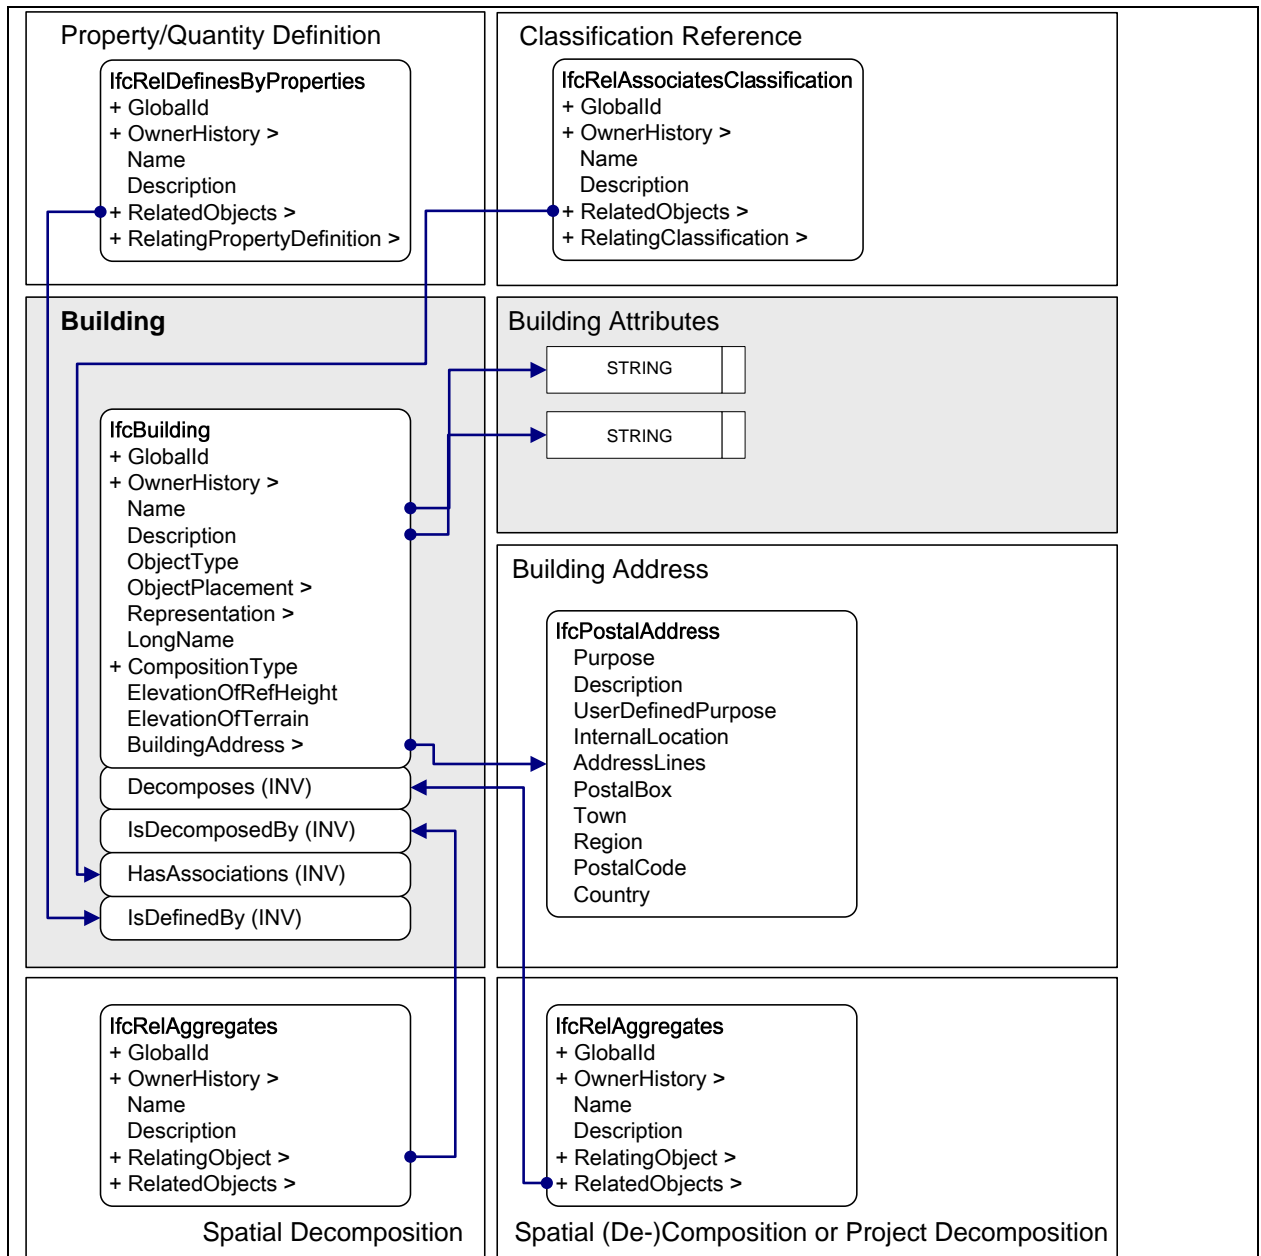 Property/Quantity Definition
IfcRelDefinesByProperties
+ GlobalId
+ OwnerHistory >
Name
Description
+ RelatedObjects >
+ RelatingPropertyDefinition >
Classification Reference
IfcRelAssociatesClassification
+ GlobalId
+ OwnerHistory >
Name
Description
+ RelatedObjects >
+ RelatingClassification >
Building
IfcBuilding
+ GlobalId
+ OwnerHistory >
Name
Description
ObjectType
ObjectPlacement >
Representation >
LongName
+ CompositionType
ElevationOfRefHeight
ElevationOfTerrain
BuildingAddress >
Decomposes (INV)
IsDecomposedBy (INV)
HasAssociations (INV)
IsDefinedBy (INV)
Building Attributes
STRING
STRING
Building Address
IfcPostalAddress
Purpose
Description
UserDefinedPurpose
InternalLocation
AddressLines
PostalBox
Town
Region
PostalCode
Country
IfcRelAggregates
+ GlobalId
+ OwnerHistory >
Name
Description
+ RelatingObject >
+ RelatedObjects >
Spatial Decomposition
IfcRelAggregates
+ GlobalId
+ OwnerHistory >
Name
Description
+ RelatingObject >
+ RelatedObjects >
Spatial (De-)Composition or Project Decomposition